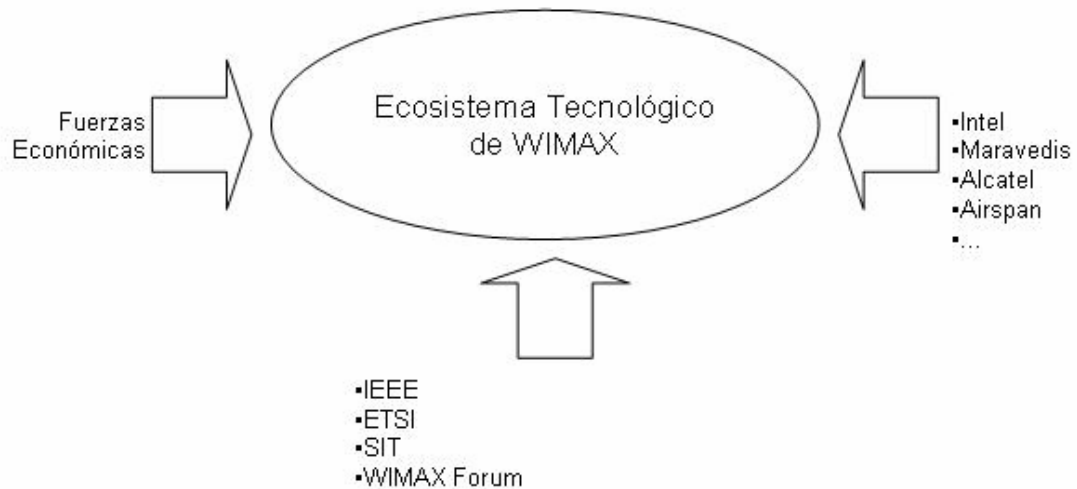 Ecosistema Tecnológico
de WIMAX
Fuerzas
Económicas
▪Intel
▪Maravedis
▪Alcatel
▪Airspan
▪...
▪IEEE
▪ETSI
▪SIT
▪WIMAX Forum